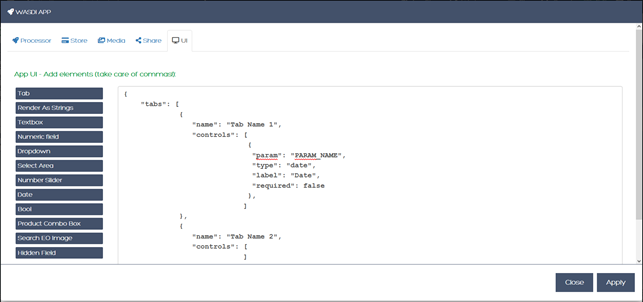 WASDI APP
Processor Store Media Share UI
App UI - Add elements (take care of commas!)
Tab
Render As Strings
Textbox
Numeric field
Dropdown
Select Area
Number Slider
Date
Bool
Product Combo Box
Search EO Image
Hidden Field
{
"tabs": [
{
"name": "Tab Name 1",
"controls": [
{
"param": "PARAM_NAME",
"type": "date",
"label": "Date",
"required": false
},
]
},
{
"name": "Tab Name 2",
"controls": [
]
Close Apply